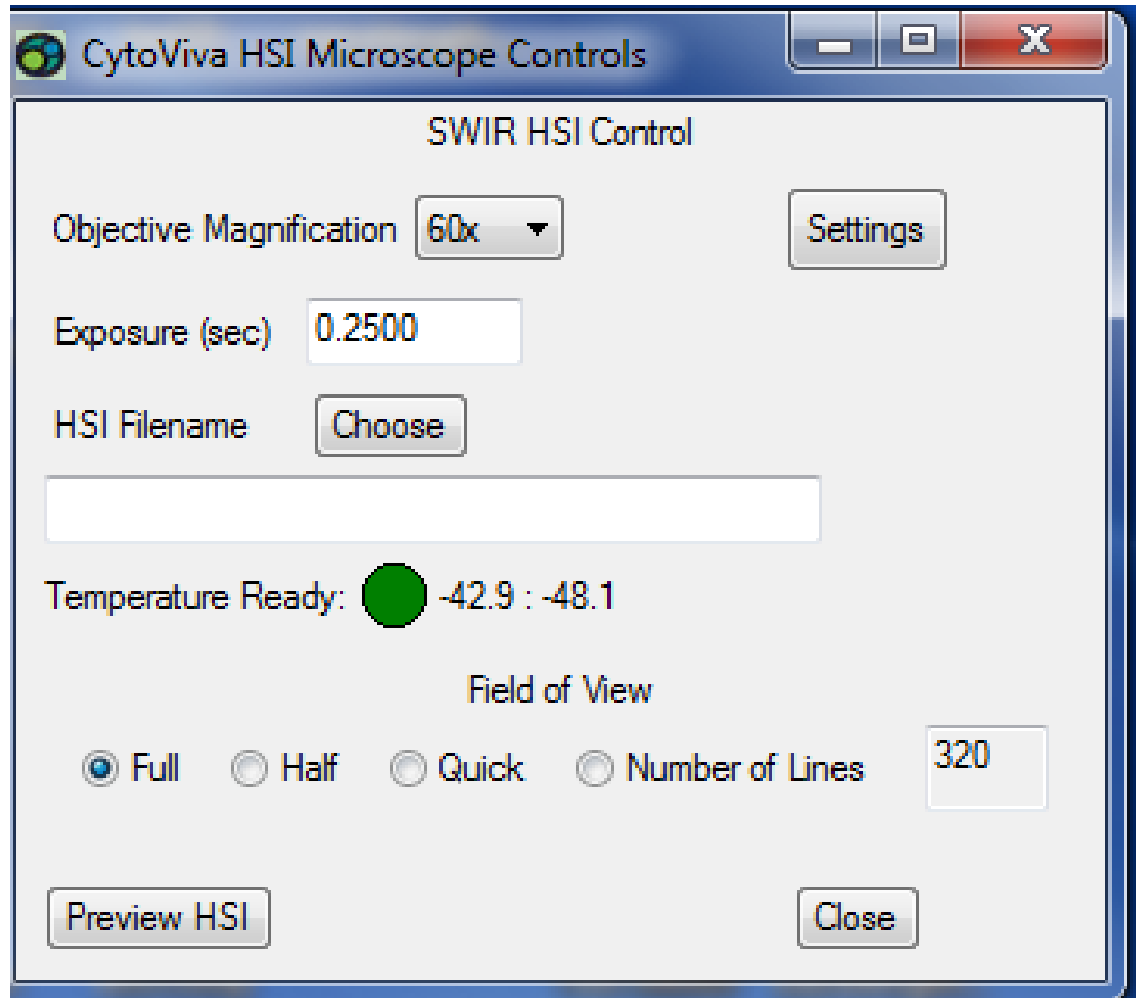 CytoViva HSI Microscope Controls
SWIR HSI Control
Objective Magnification 60x Settings
Exposure (sec) 0.2500
HSI Filename Choose
Temperature Ready: -42.9 : -48.1
Field of View
Full Half Quick Number of Lines 320
Preview HSI Close